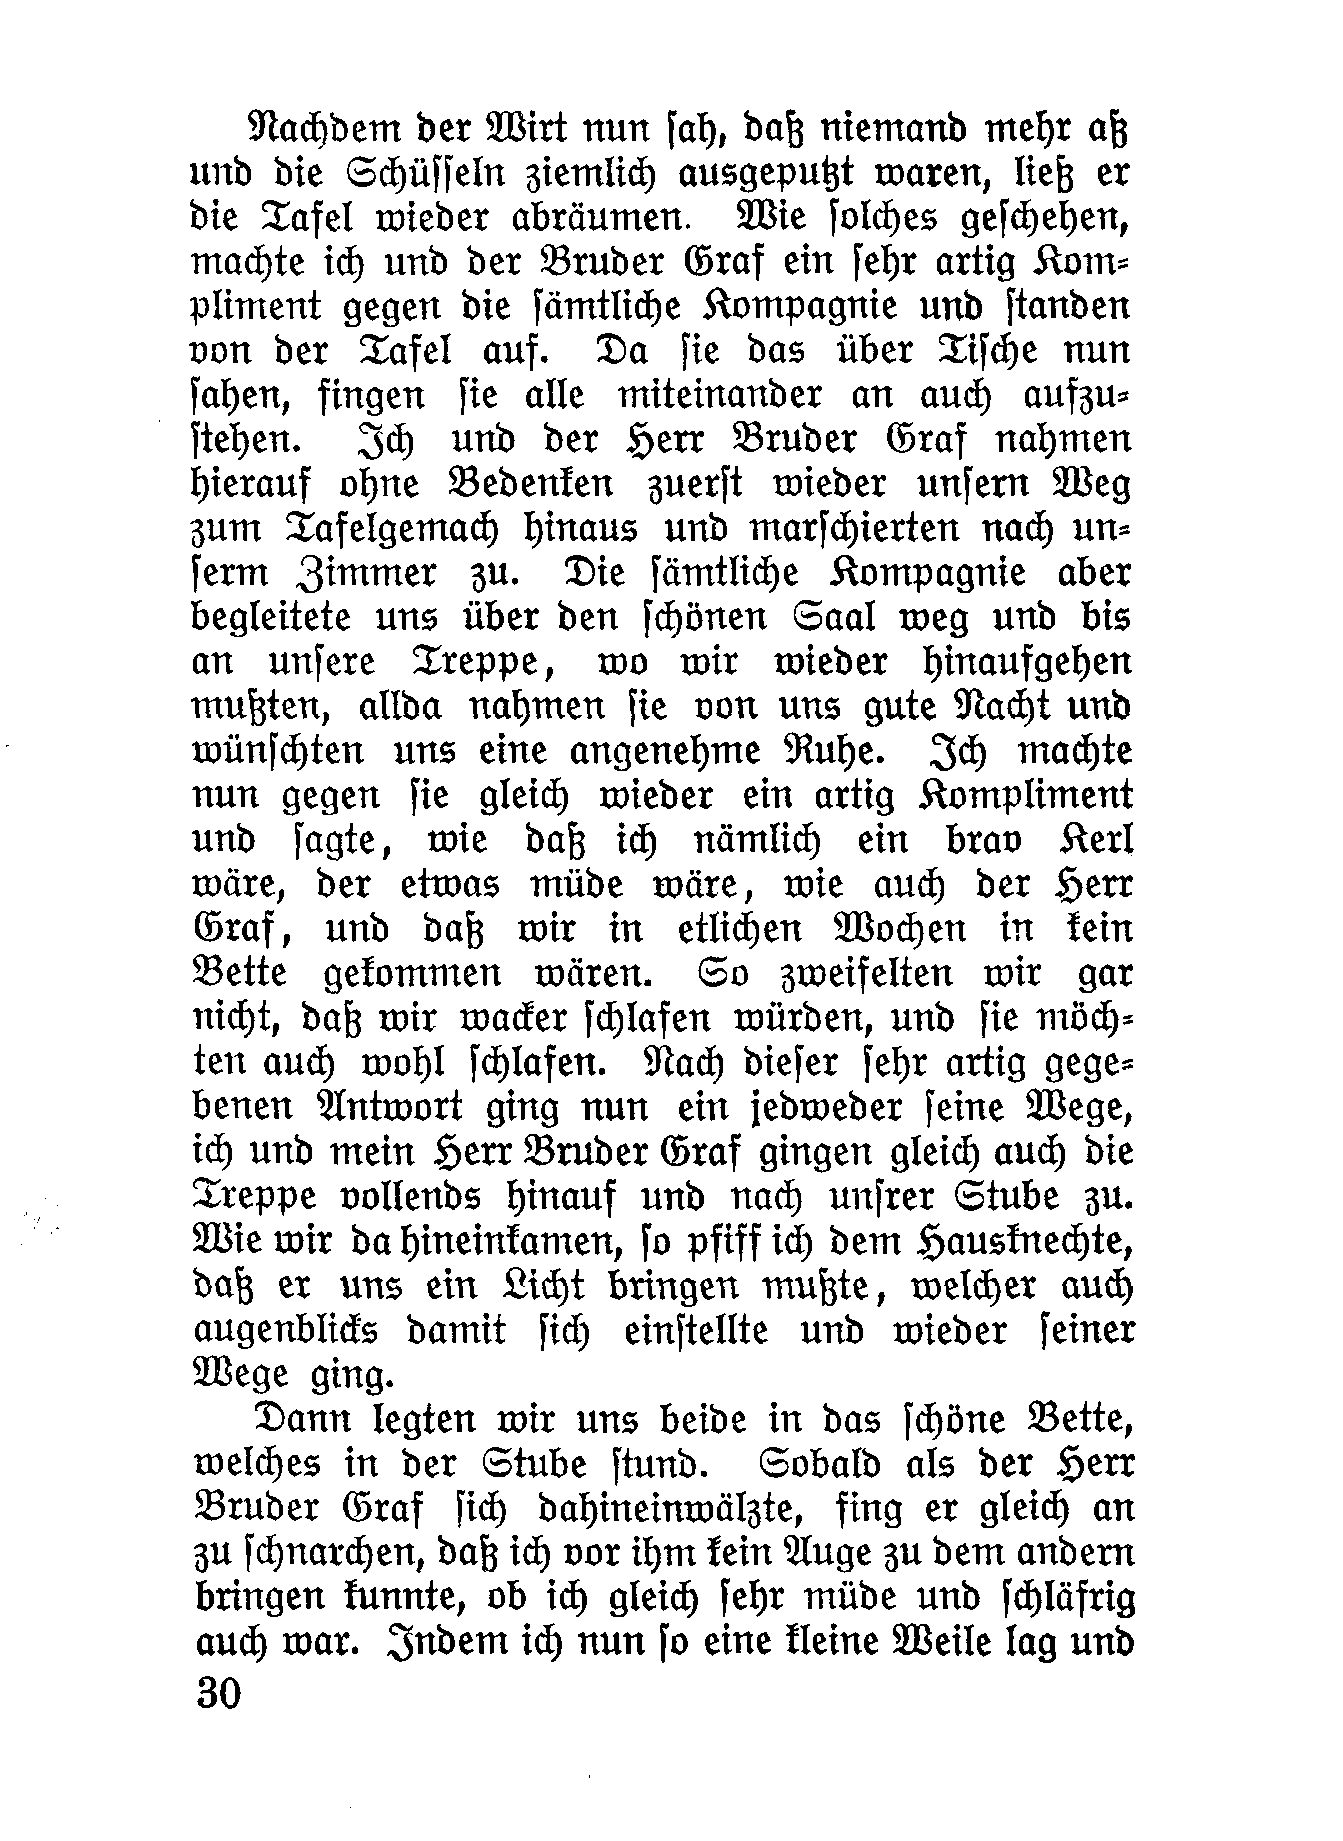 Nachdem der Wirt nun ſah, daß niemand mehr aß
und die Schüſſeln ziemlich ausgeputzt waren, ließ er
die Tafel wieder abräumen. Wie ſolches geſchehen,
machte ich und der Bruder Graf ein ſehr artig Kom⸗
pliment gegen die ſämtliche Kompagnie und ſtanden
von der Tafel auf. Da ſie das über Tiſche nun
ſahen, fingen ſie alle miteinander an auch aufzu⸗
ſtehen. Ich und der Herr Bruder Graf nahmen
hierauf ohne Bedenken zuerſt wieder unſern Weg
zum Tafelgemach hinaus und marſchierten nach un⸗
ſerm Zimmer zu. Die ſämtliche Kompagnie aber
begleitete uns über den ſchönen Saal weg und bis
an unſere Treppe, wo wir wieder hinaufgehen
mußten, allda nahmen ſie von uns gute Nacht und
wünſchten uns eine angenehme Ruhe. Ich machte
nun gegen ſie gleich wieder ein artig Kompliment
und ſagte, wie daß ich nämlich ein brav Kerl
wäre, der etwas müde wäre, wie auch der Herr
Graf, und daß wir in etlichen Wochen in kein
Bette gekommen wären. So zweifelten wir gar
nicht, daß wir wacker ſchlafen würden, und ſie möch⸗
ten auch wohl ſchlafen. Nach dieſer ſehr artig gege⸗
benen Antwort ging nun ein jedweder ſeine Wege,
ich und mein Herr Bruder Graf gingen gleich auch die
Treppe vollends hinauf und nach unſrer Stube zu.
Wie wir da hineinkamen, ſo pfiff ich dem Hausknechte,
daß er uns ein Licht bringen mußte, welcher auch
augenblicks damit ſich einſtellte und wieder ſeiner
Wege ging.
Dann legten wir uns beide in das ſchöne Bette,
welches in der Stube ſtund. Sobald als der Herr
Bruder Graf ſich dahineinwälzte, fing er gleich an
zu ſchnarchen, daß ich vor ihm kein Auge zu dem andern
bringen kunnte, ob ich gleich ſehr müde und ſchläfrig
auch war. Indem ich nun ſo eine kleine Weile lag und
30